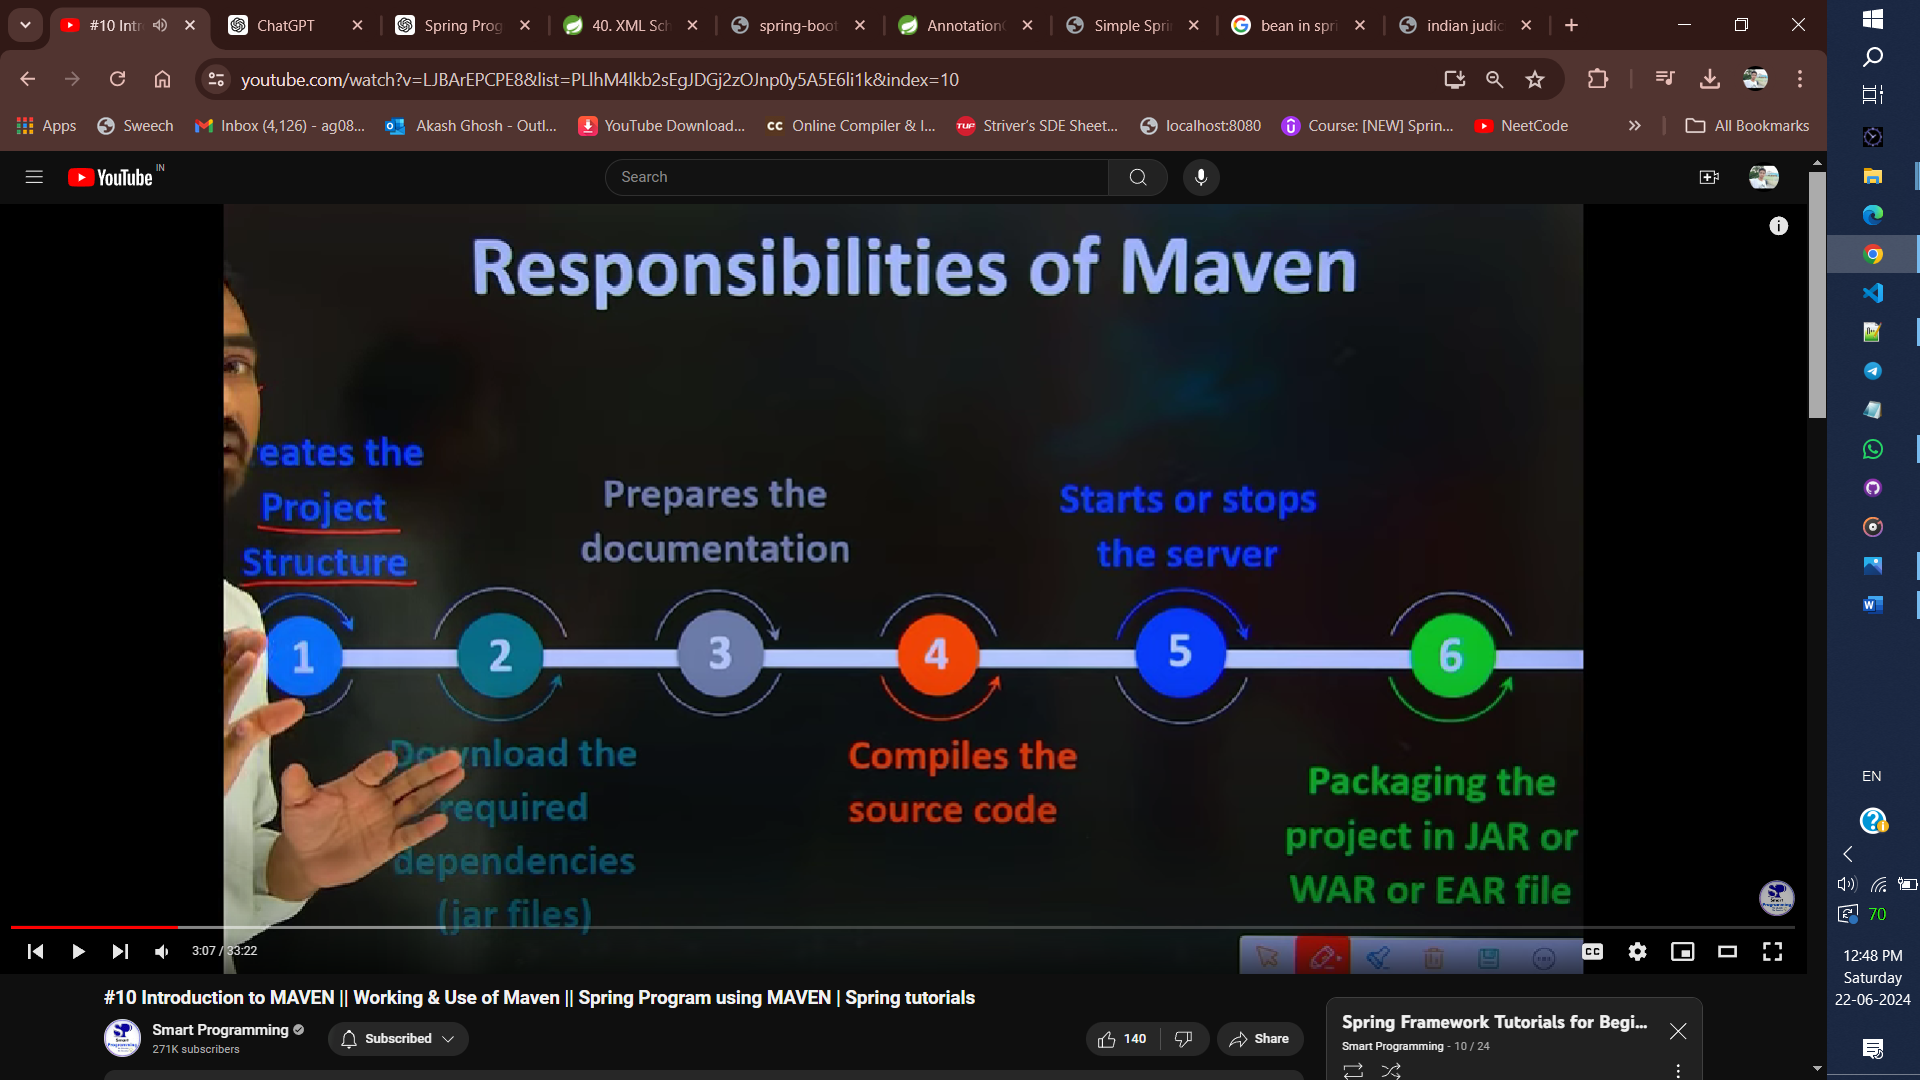 #10 Intr
ChatGPT
Spring Prog
40. XML Sch
spring-boot
Annotation
Simple Spri
bean in spri
indian judic
youtube.com/watch?v=LJBArEPCPE8&list=PLlhM4lkb2sEgJDGj2zOJnp0y5A5E6li1k&index=10
Apps
Sweech
Inbox (4,126) - ag08...
Akash Ghosh - Outl...
YouTube Download...
CC Online Compiler & I...
TUF Striver's SDE Sheet...
localhost:8080
Course: [NEW] Sprin...
NeetCode
All Bookmarks
YouTube IN
Search
Responsibilities of Maven
eates the
Project
Structure
Prepares the
documentation
Starts or stops
the server
1 2 3 4 5 6
Download the
required
dependencies
(jar files)
Compiles the
source code
Packaging the
project in JAR or
WAR or EAR file
3:07 / 33:22
CC
#10 Introduction to MAVEN || Working & Use of Maven || Spring Program using MAVEN | Spring tutorials
Smart Programming
271K subscribers
Subscribed
140
Share
Spring Framework Tutorials for Begi...
Smart Programming - 10 / 24
EN
70
12:48 PM
Saturday
22-06-2024